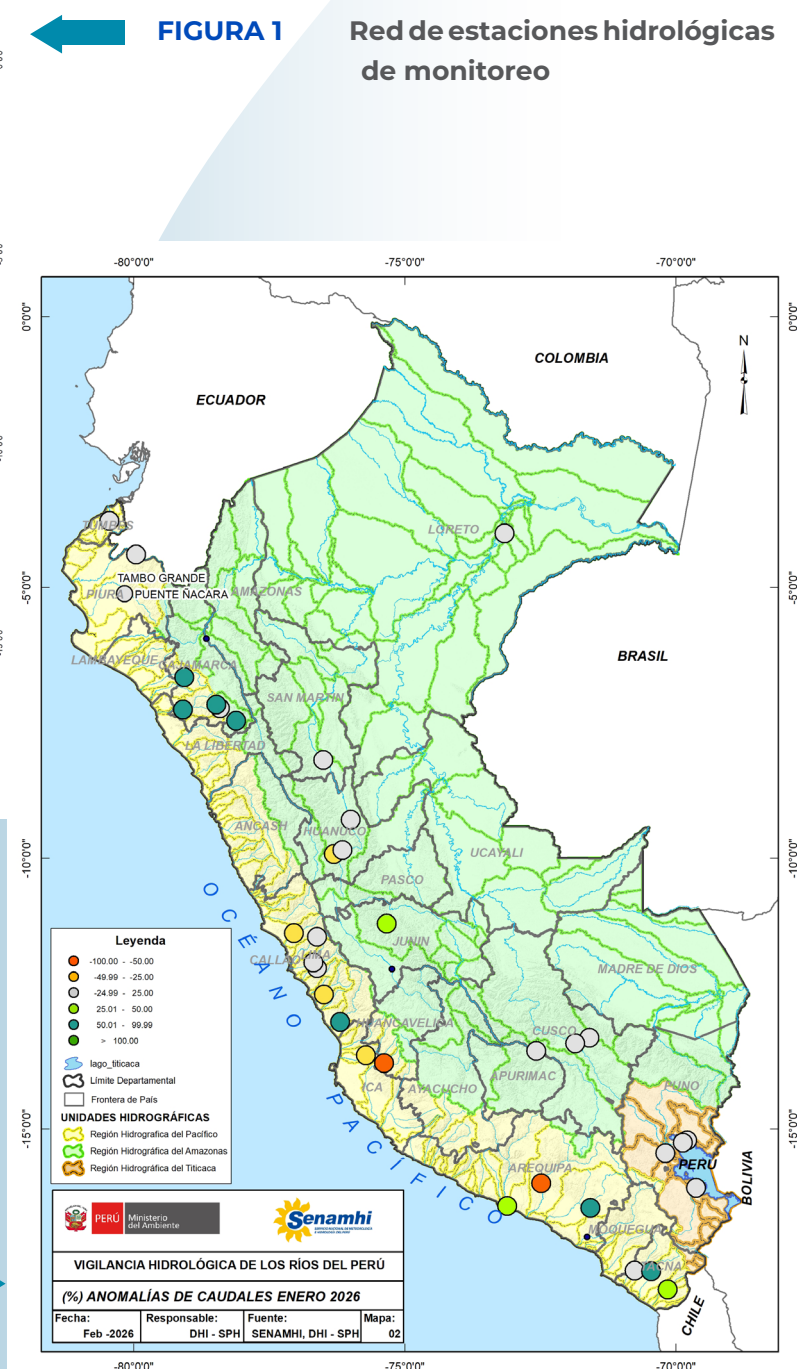 FIGURA 1
Red de estaciones hidrológicas
de monitoreo
-80°0'0"
-75°0'0"
-70°0'0"
0°0'0"
0°0'0"
N
COLOMBIA
ECUADOR
TUMBES
LORETO
TAMBO GRANDE
-5°0'0"
PIURA
PUENTE ÑACARA
AMAZONAS
-5°0'0"
BRASIL
LAMBAYEQUE
CAJAMARCA
SAN MARTIN
LA LIBERTAD
ANCASH
HUANUCO
UCAYALI
-10°0'0"
-10°0'0"
PASCO
OCÉANO PACÍFICO
JUNIN
CALLAO
LIMA
MADRE DE DIOS
HUANCAVELICA
CUSCO
ICA
AYACUCHO
APURIMAC
PUNO
-15°0'0"
-15°0'0"
AREQUIPA
PERÚ
BOLIVIA
MOQUEGUA
TACNA
CHILE
Leyenda
-100.00 - -50.00
-49.99 - -25.00
-24.99 - 25.00
25.01 - 50.00
50.01 - 99.99
> 100.00
lago_titicaca
Límite Departamental
Frontera de País
UNIDADES HIDROGRÁFICAS
Región Hidrografica del Pacífico
Región Hidrográfica del Amazonas
Región Hidrográfica del Titicaca
PERÚ
Ministerio
del Ambiente
Senamhi
VIGILANCIA HIDROLÓGICA DE LOS RÍOS DEL PERÚ
(%) ANOMALÍAS DE CAUDALES ENERO 2026
Fecha: Responsable: Fuente: Mapa:
Feb -2026 DHI - SPH SENAMHI, DHI - SPH 02
-80°0'0"
-75°0'0"
-70°0'0"